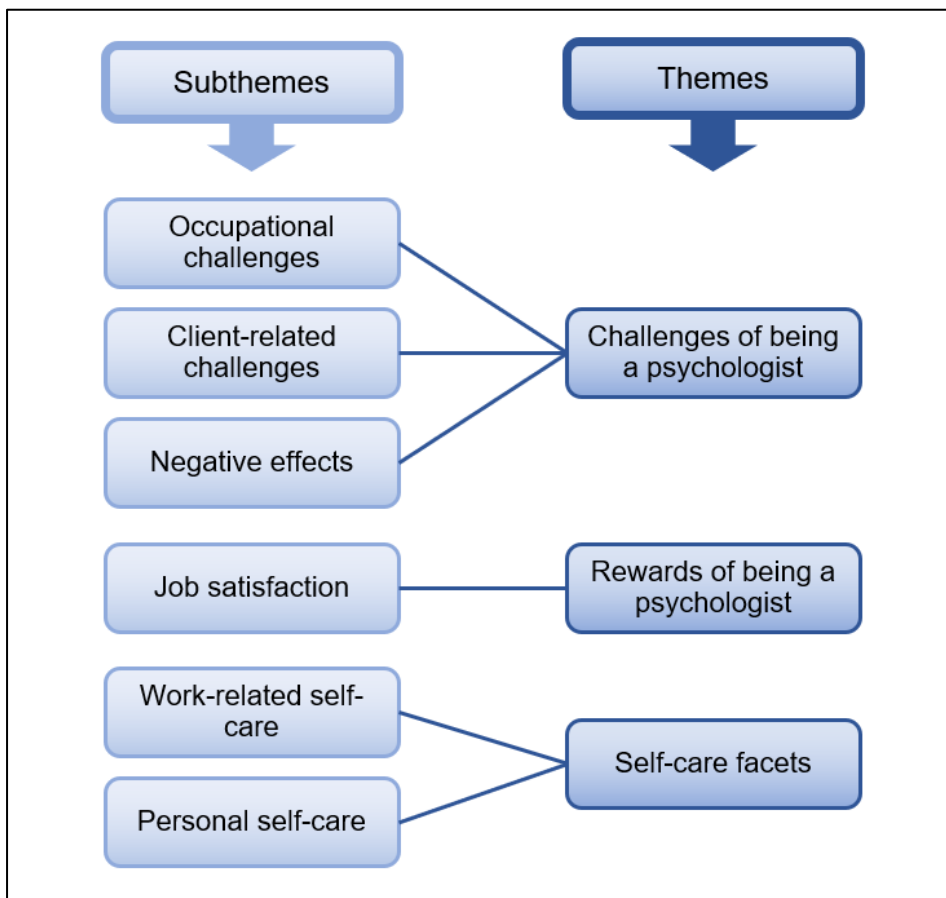 Subthemes
Themes
Occupational
challenges
Client-related
challenges
Challenges of being
a psychologist
Negative effects
Job satisfaction
Rewards of being a
psychologist
Work-related self-
care
Self-care facets
Personal self-care